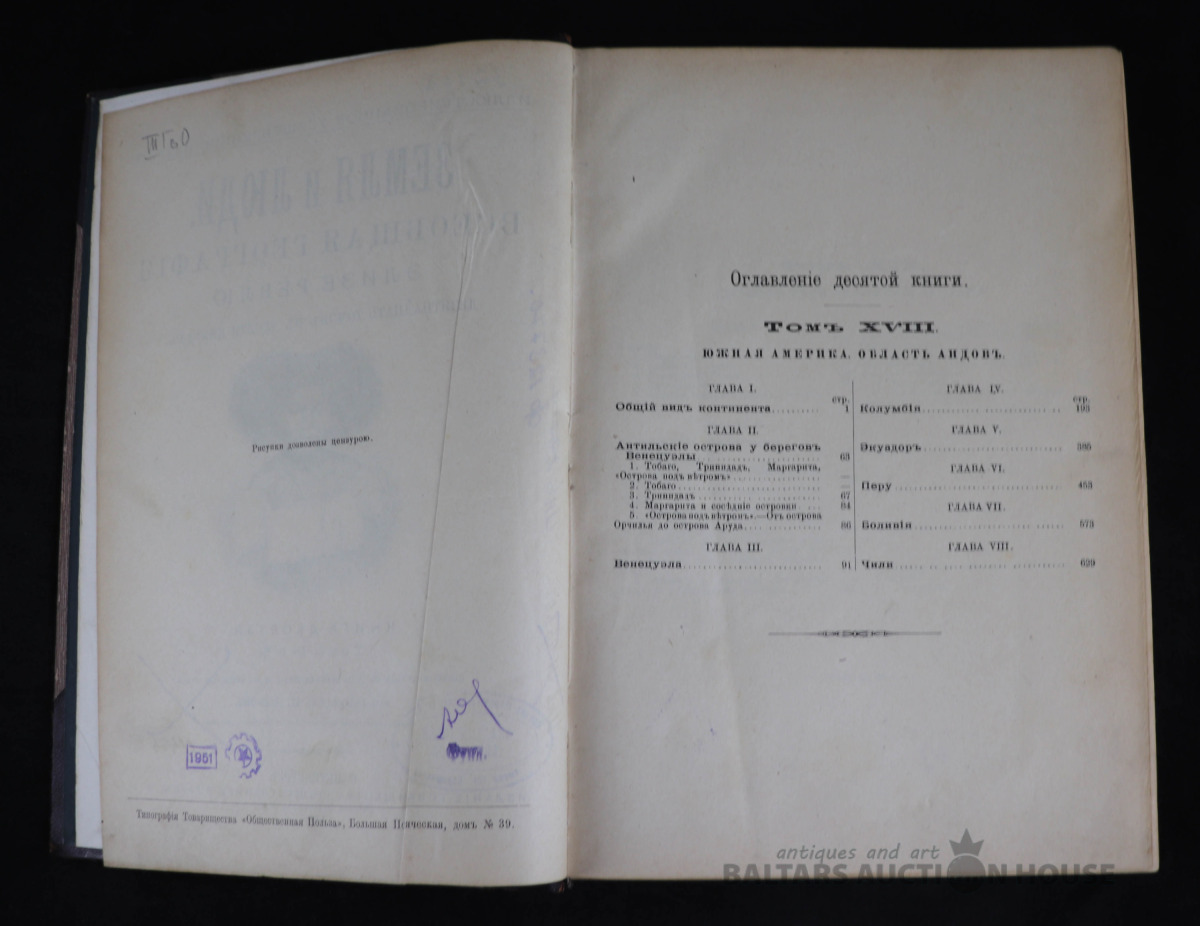 Рисунки дозволены цензурою.
1951
Типографія Товарищества «Общественная Польза», Большая Подъяческая, домъ № 39.
Оглавленіе десятой книги.
Томъ XVIII.
ЮЖНАЯ АМЕРИКА. ОБЛАСТЬ АНДОВЪ.
ГЛАВА I.
стр.
Общій видъ континента.......... 1
ГЛАВА II.
Антильскіе острова у береговъ
Венецуэлы........................ 63
1. Тобаго, Тринидадъ, Маргарита,
«Острова подъ вѣтромъ»................ —
2. Тобаго........................... —
3. Тринидадъ....................... 67
4. Маргарита и сосѣдніе островки.... 84
5. «Острова подъ вѣтромъ».—Отъ острова
Орчилья до острова Аруда............. 86
ГЛАВА III.
Венецуэла......................... 91
ГЛАВА IV.
стр.
Колумбія......................... 193
ГЛАВА V.
Экуадоръ......................... 385
ГЛАВА VI.
Перу............................. 453
ГЛАВА VII.
Боливія.......................... 573
ГЛАВА VIII.
Чили............................. 629
antiques and art
BALTARS AUCTION HOUSE